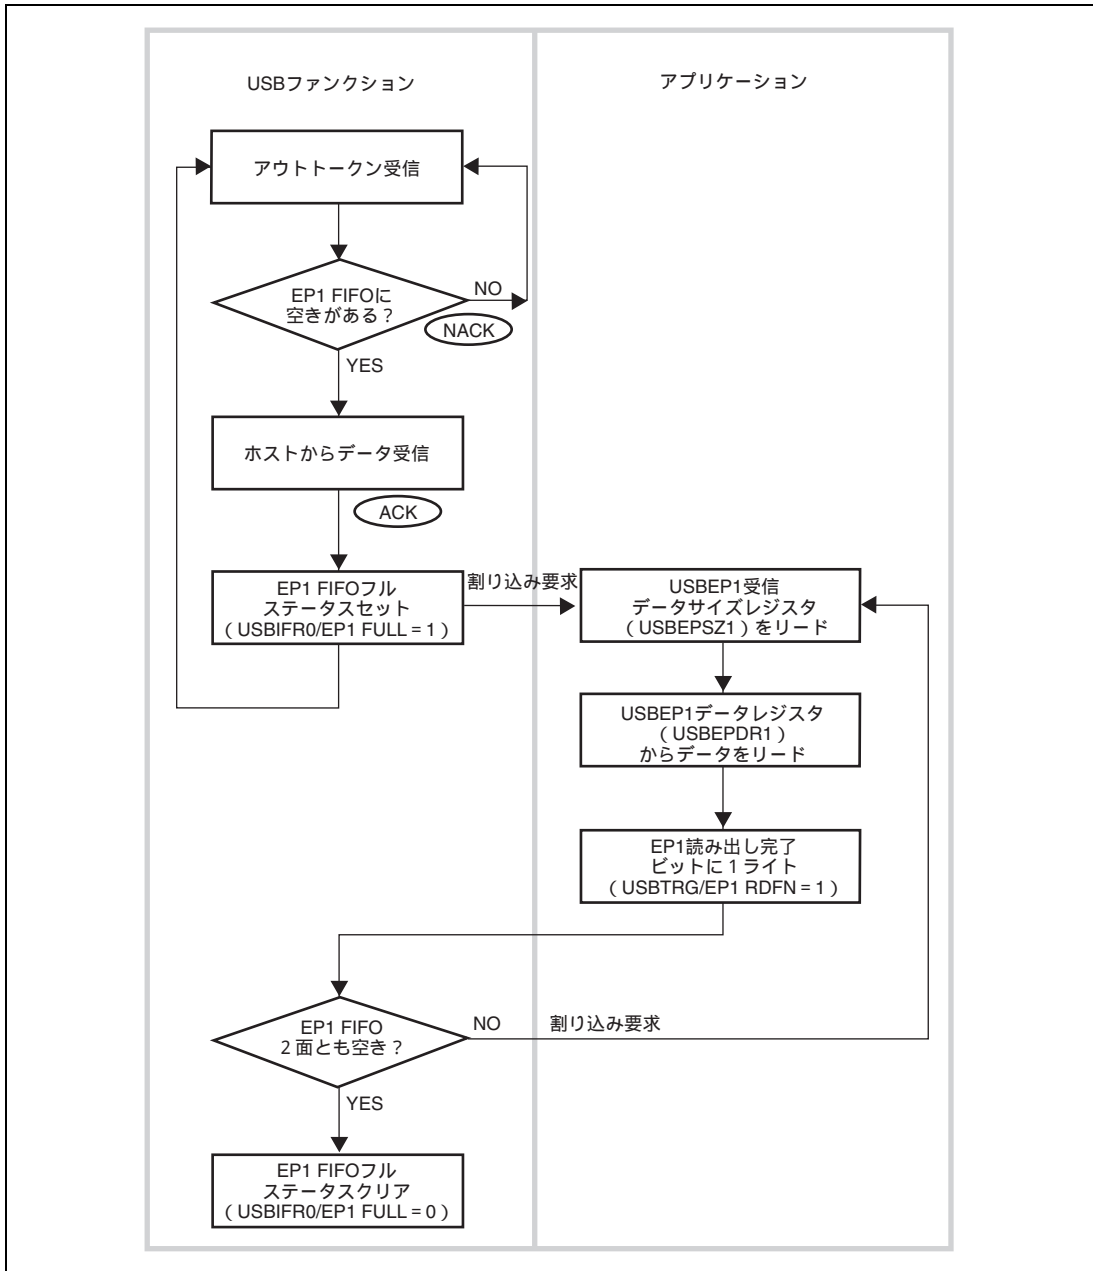 USBファンクション
アプリケーション
アウトトークン受信
EP1 FIFOに
空きがある？
NO
NACK
YES
ホストからデータ受信
ACK
EP1 FIFOフル
ステータスセット
（USBIFR0/EP1 FULL = 1）
割り込み要求
USBEP1受信
データサイズレジスタ
（USBEPSZ1）をリード
USBEP1データレジスタ
（USBEPDR1）
からデータをリード
EP1読み出し完了
ビットに1ライト
（USBTRG/EP1 RDFN = 1）
EP1 FIFO
2面とも空き？
NO
割り込み要求
YES
EP1 FIFOフル
ステータスクリア
（USBIFR0/EP1 FULL = 0）